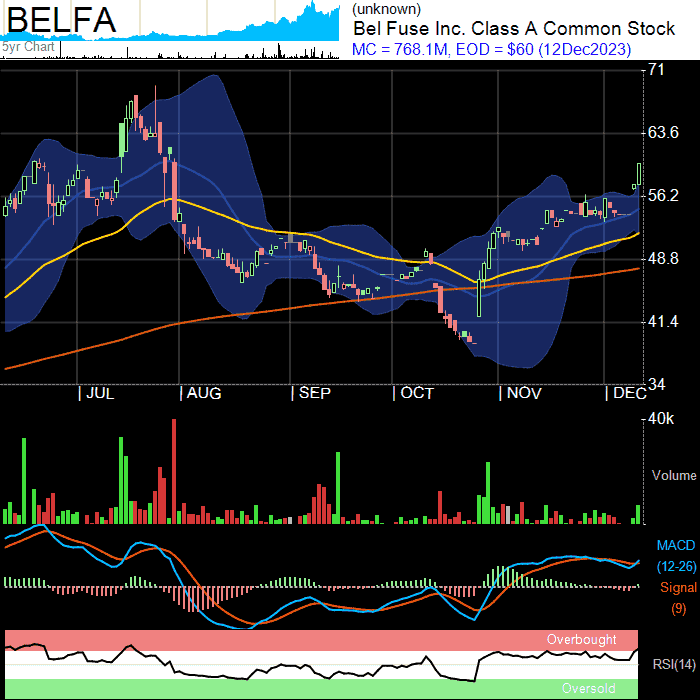 BELFA
5yr Chart
(unknown)
Bel Fuse Inc. Class A Common Stock
MC = 768.1M, EOD = $60 (12Dec2023)
71
63.6
56.2
48.8
41.4
34
JUL AUG SEP OCT NOV DEC
40k
Volume
MACD
(12-26)
Signal
(9)
Overbought
RSI(14)
Oversold